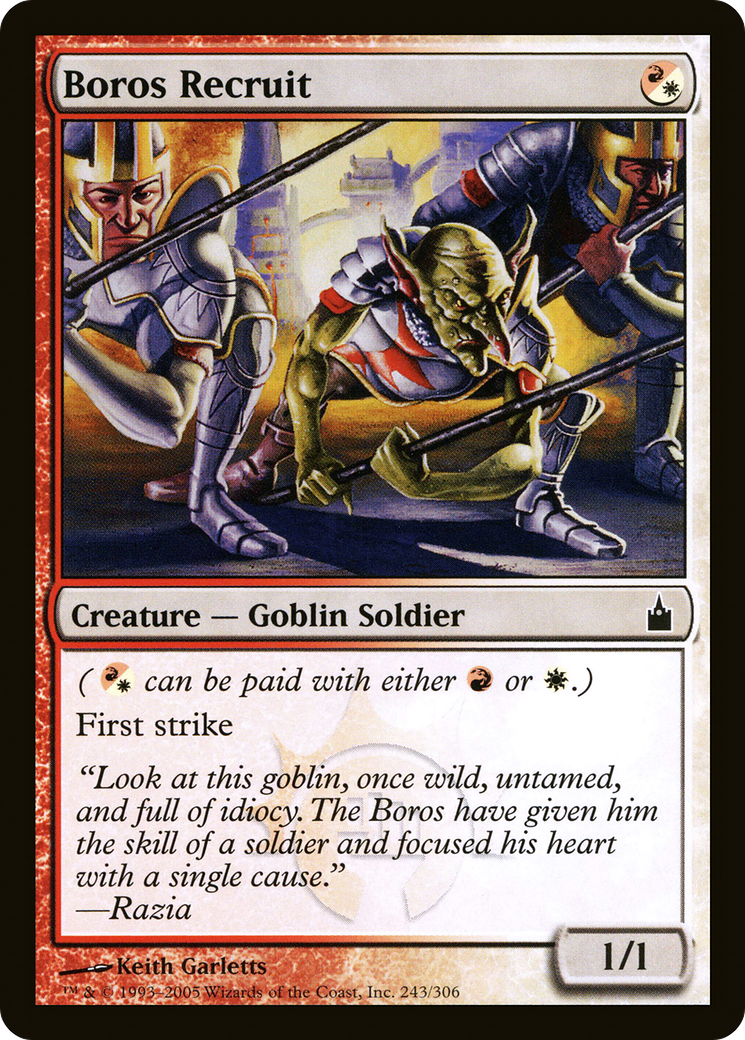 Boros Recruit
Creature — Goblin Soldier
( can be paid with either or .)
First strike
“Look at this goblin, once wild, untamed,
and full of idiocy. The Boros have given him
the skill of a soldier and focused his heart
with a single cause.”
—Razia
1/1
Keith Garletts
™ & © 1993–2005 Wizards of the Coast, Inc. 243/306